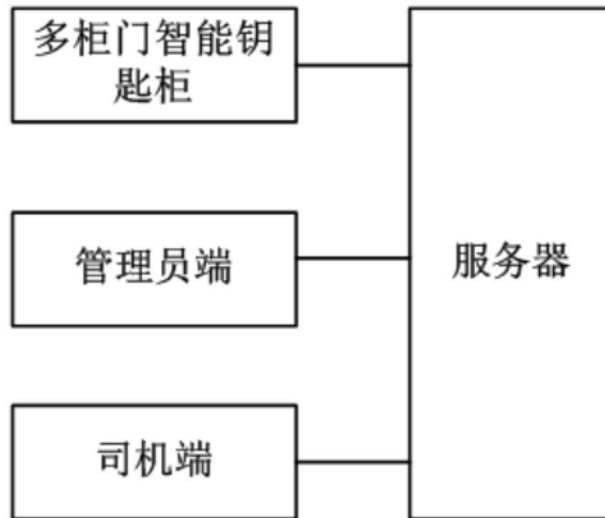 多柜门智能钥
匙柜
管理员端
服务器
司机端